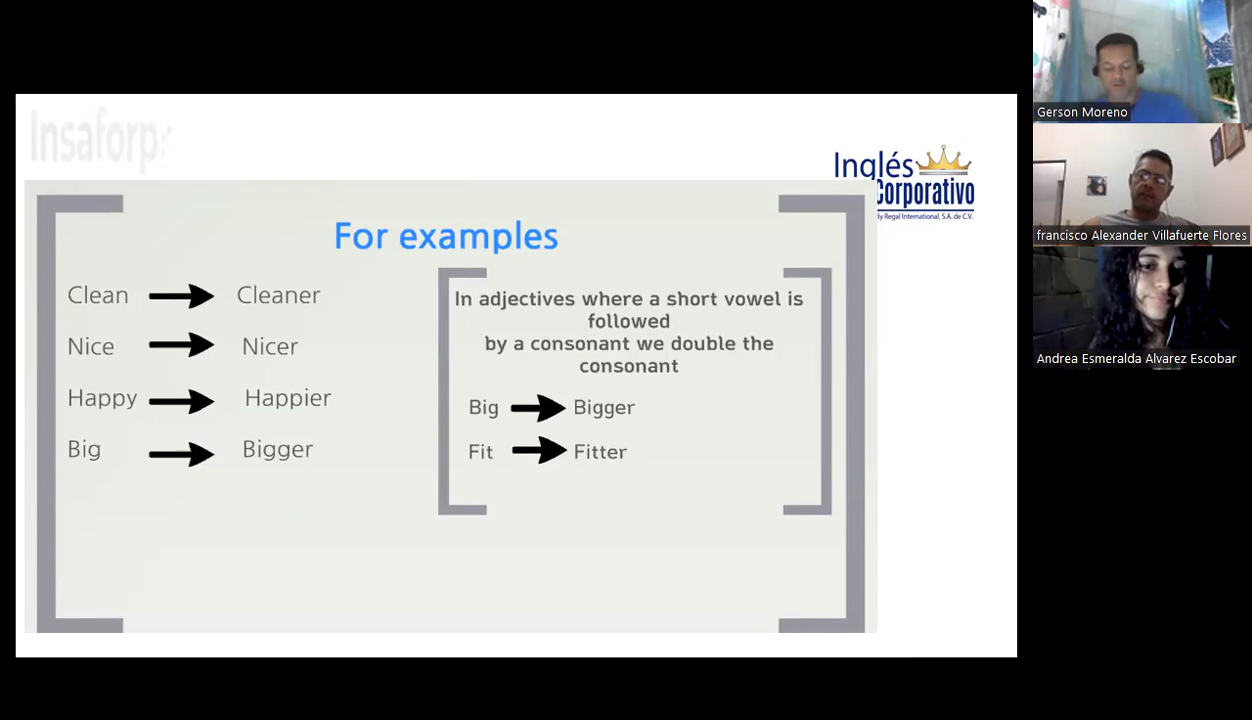 Insaforp
Inglés
Corporativo
by Regal International, S.A. de C.V.
For examples
Clean Cleaner
Nice Nicer
Happy Happier
Big Bigger
In adjectives where a short vowel is
followed
by a consonant we double the
consonant
Big Bigger
Fit Fitter
Gerson Moreno
francisco Alexander Villafuerte Flores
Andrea Esmeralda Alvarez Escobar